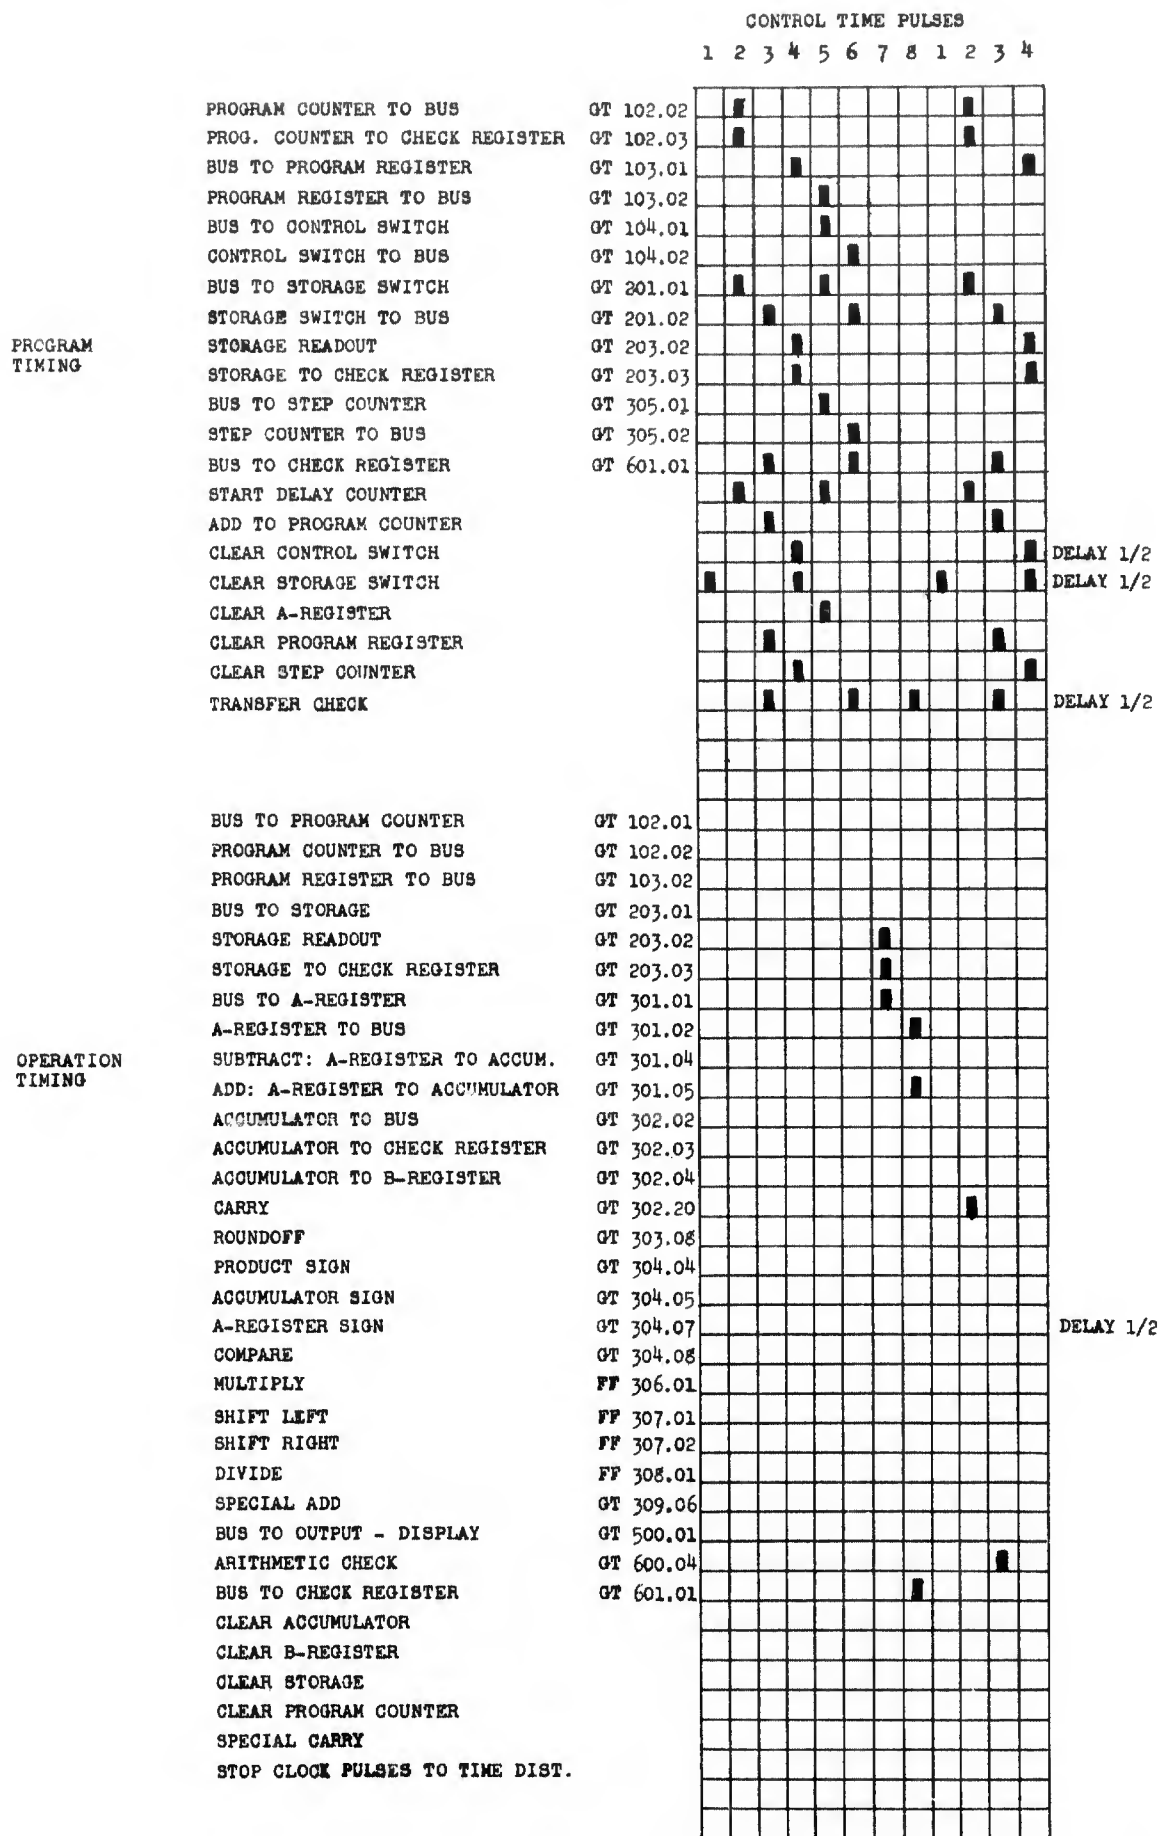 CONTROL TIME PULSES
1 2 3 4 5 6 7 8 1 2 3 4
PROGRAM COUNTER TO BUS GT 102.02
PROG. COUNTER TO CHECK REGISTER GT 102.03
BUS TO PROGRAM REGISTER GT 103.01
PROGRAM REGISTER TO BUS GT 103.02
BUS TO CONTROL SWITCH GT 104.01
CONTROL SWITCH TO BUS GT 104.02
BUS TO STORAGE SWITCH GT 201.01
STORAGE SWITCH TO BUS GT 201.02
PROGRAM TIMING
STORAGE READOUT GT 203.02
STORAGE TO CHECK REGISTER GT 203.03
BUS TO STEP COUNTER GT 305.01
STEP COUNTER TO BUS GT 305.02
BUS TO CHECK REGISTER GT 601.01
START DELAY COUNTER
ADD TO PROGRAM COUNTER
CLEAR CONTROL SWITCH DELAY 1/2
CLEAR STORAGE SWITCH DELAY 1/2
CLEAR A-REGISTER
CLEAR PROGRAM REGISTER
CLEAR STEP COUNTER
TRANSFER CHECK DELAY 1/2
BUS TO PROGRAM COUNTER GT 102.01
PROGRAM COUNTER TO BUS GT 102.02
PROGRAM REGISTER TO BUS GT 103.02
BUS TO STORAGE GT 203.01
STORAGE READOUT GT 203.02
STORAGE TO CHECK REGISTER GT 203.03
BUS TO A-REGISTER GT 301.01
A-REGISTER TO BUS GT 301.02
OPERATION TIMING
SUBTRACT: A-REGISTER TO ACCUM. GT 301.04
ADD: A-REGISTER TO ACCUMULATOR GT 301.05
ACCUMULATOR TO BUS GT 302.02
ACCUMULATOR TO CHECK REGISTER GT 302.03
ACCUMULATOR TO B-REGISTER GT 302.04
CARRY GT 302.20
ROUNDOFF GT 303.08
PRODUCT SIGN GT 304.04
ACCUMULATOR SIGN GT 304.05
A-REGISTER SIGN GT 304.07 DELAY 1/2
COMPARE GT 304.08
MULTIPLY FF 306.01
SHIFT LEFT FF 307.01
SHIFT RIGHT FF 307.02
DIVIDE FF 308.01
SPECIAL ADD GT 309.06
BUS TO OUTPUT - DISPLAY GT 500.01
ARITHMETIC CHECK GT 600.04
BUS TO CHECK REGISTER GT 601.01
CLEAR ACCUMULATOR
CLEAR B-REGISTER
CLEAR STORAGE
CLEAR PROGRAM COUNTER
SPECIAL CARRY
STOP CLOCK PULSES TO TIME DIST.